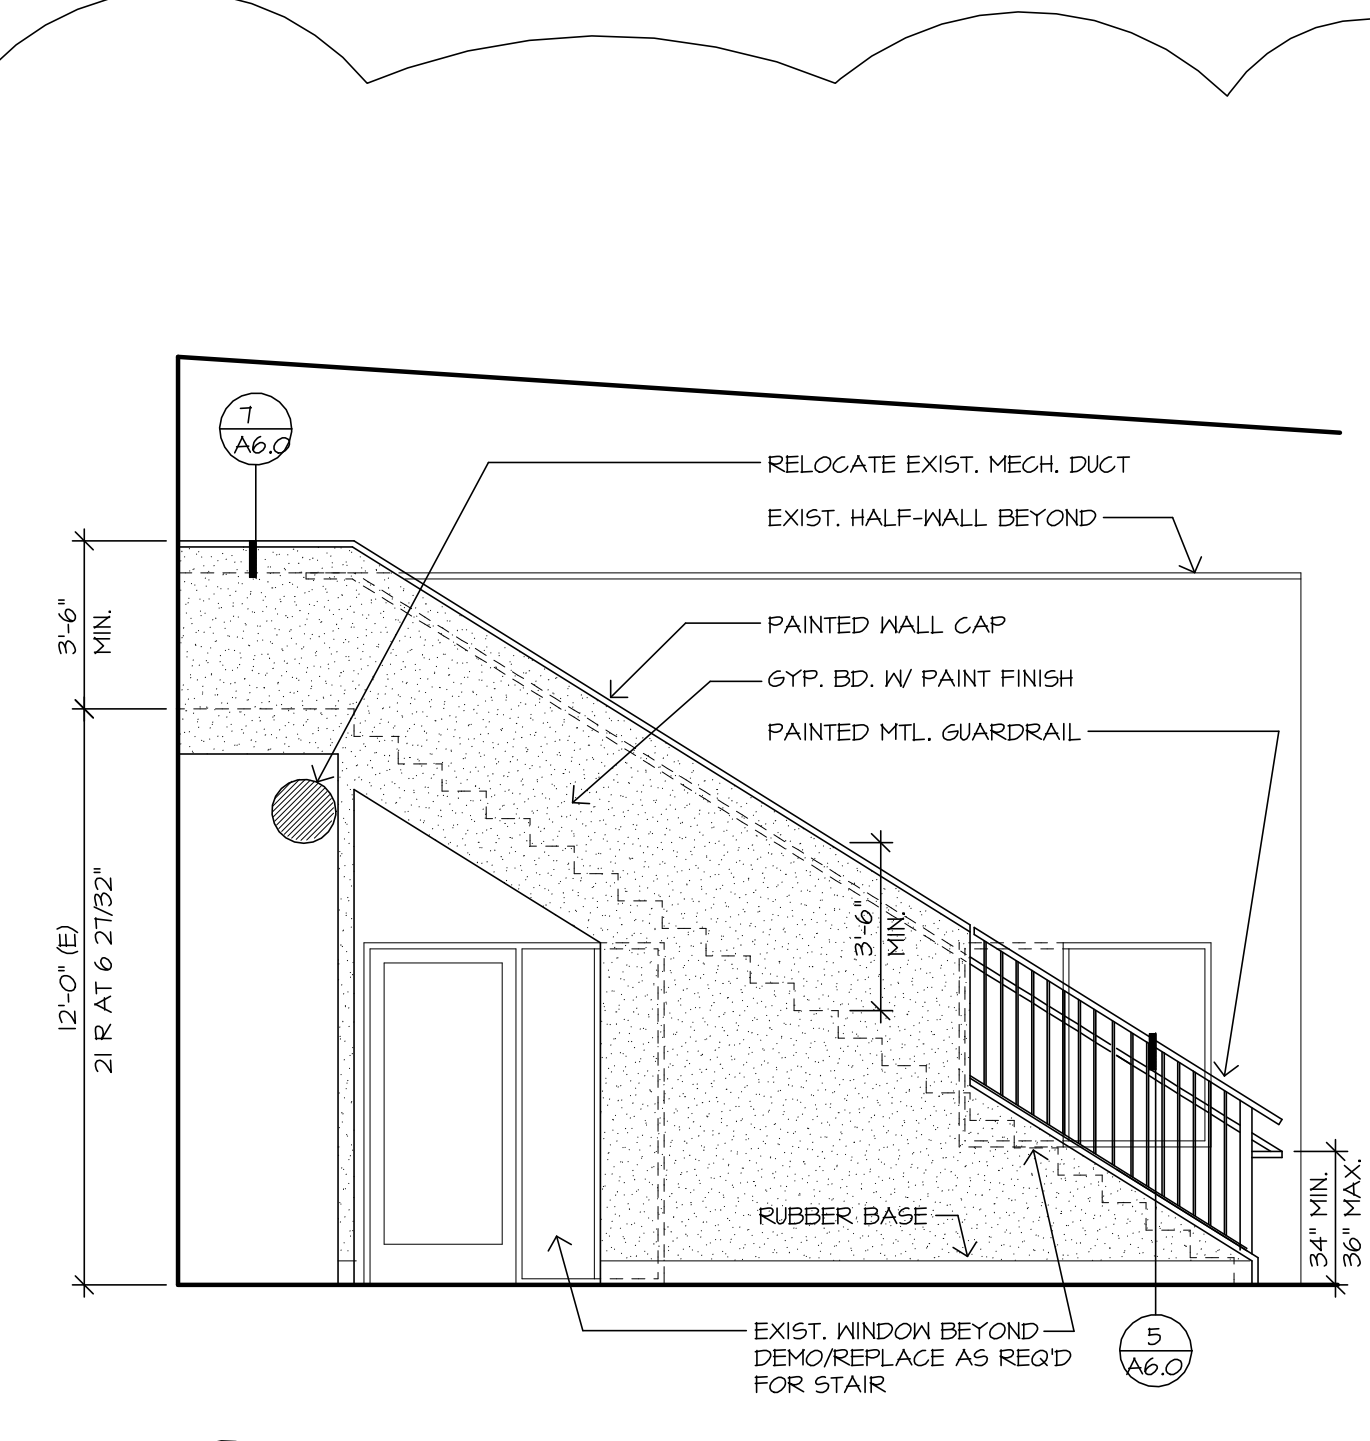 7
A6.0
RELOCATE EXIST. MECH. DUCT
EXIST. HALF-WALL BEYOND
3'-6"
MIN.
PAINTED WALL CAP
GYP. BD. W/ PAINT FINISH
PAINTED MTL. GUARDRAIL
12'-0" (E)
21 R AT 6 27/32"
3'-6"
MIN.
RUBBER BASE
34" MIN.
36" MAX.
EXIST. WINDOW BEYOND
DEMO/REPLACE AS REQ'D
FOR STAIR
5
A6.0